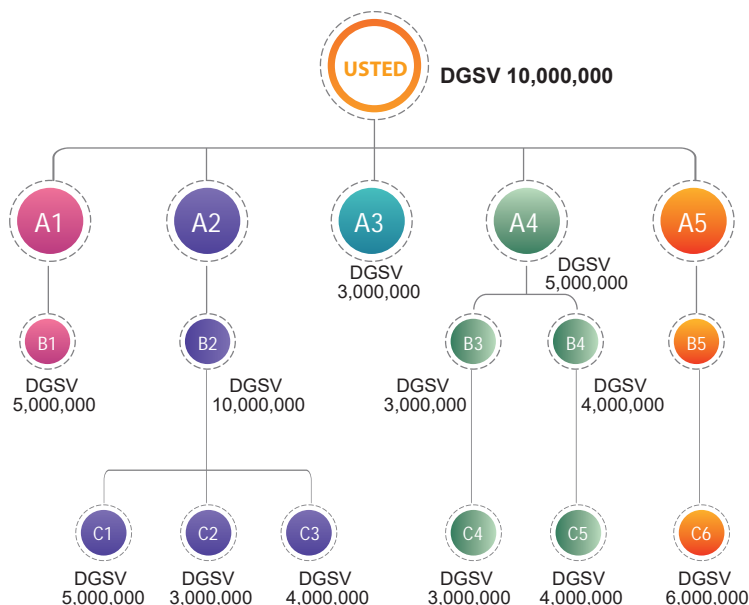 USTED
DGSV 10,000,000
A1
A2
A3
A4
A5
DGSV
3,000,000
DGSV
5,000,000
B1
B2
B3
B4
B5
DGSV
5,000,000
DGSV
10,000,000
DGSV
3,000,000
DGSV
4,000,000
C1
C2
C3
C4
C5
C6
DGSV
5,000,000
DGSV
3,000,000
DGSV
4,000,000
DGSV
3,000,000
DGSV
4,000,000
DGSV
6,000,000